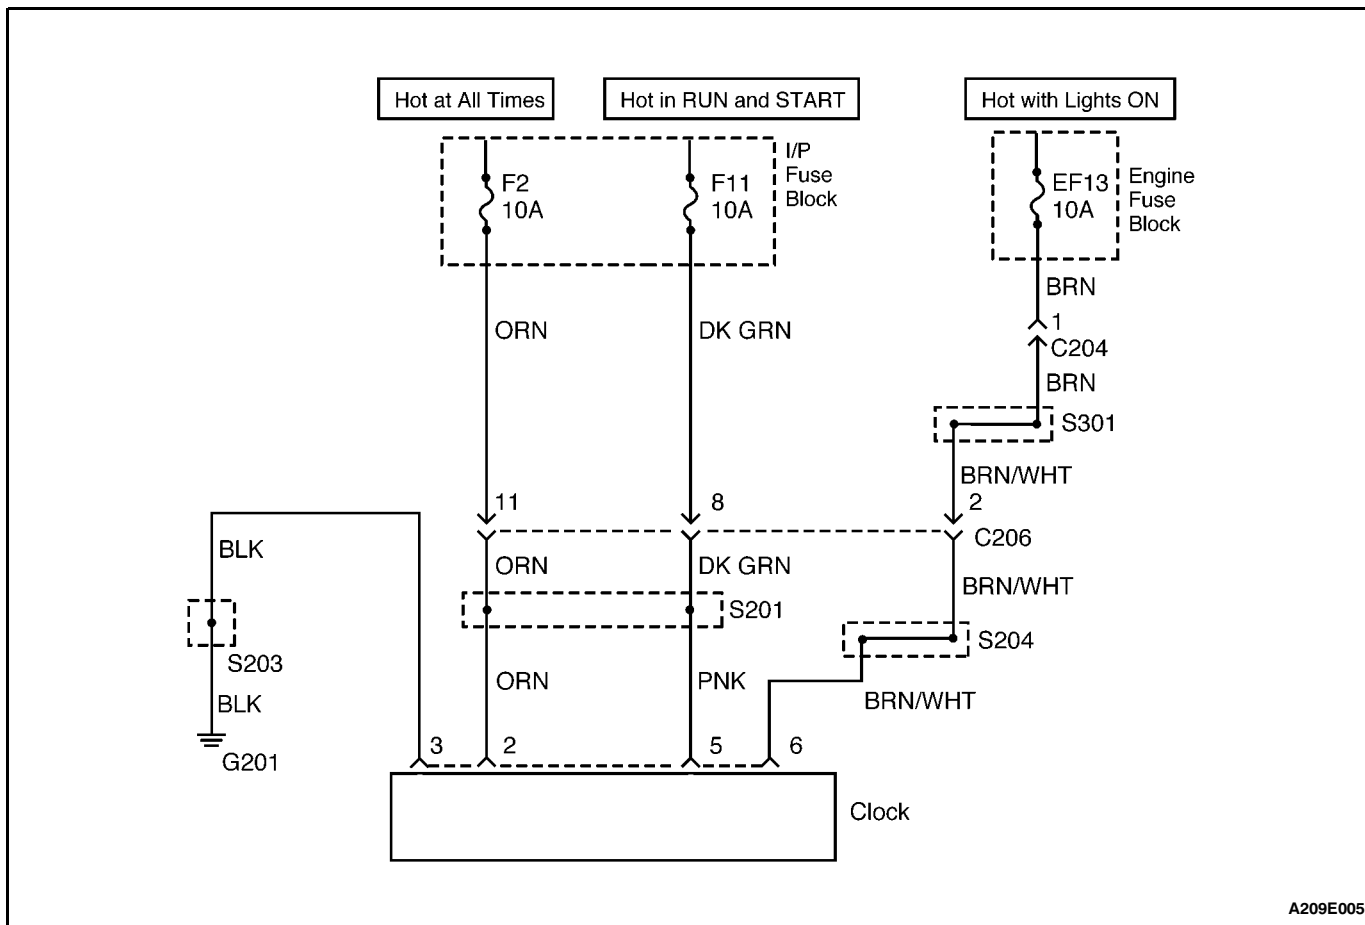 Hot at All Times
Hot in RUN and START
Hot with Lights ON
F2
10A
F11
10A
I/P
Fuse
Block
EF13
10A
Engine
Fuse
Block
BRN
1
C204
ORN
DK GRN
BRN
S301
BRN/WHT
11
8
2
C206
BLK
ORN
DK GRN
BRN/WHT
S201
S204
S203
ORN
PNK
BRN/WHT
BLK
G201
3
2
5
6
Clock
A209E005